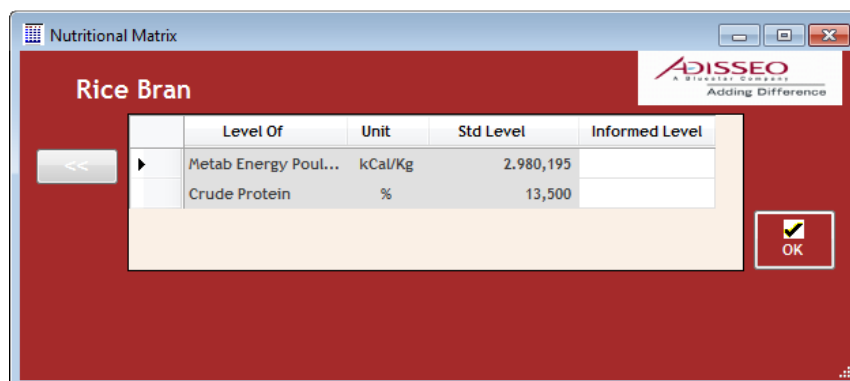 Nutritional Matrix
ADISSEO
A Bluestar Company
Adding Difference
Rice Bran
Level Of Unit Std Level Informed Level
<<
Metab Energy Poul... kCal/Kg 2.980,195
Crude Protein % 13,500
OK